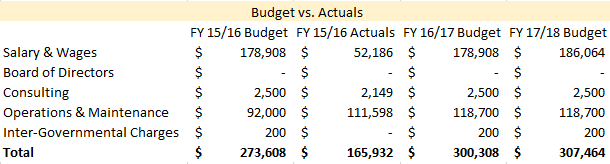 Budget vs. Actuals
FY 15/16 Budget FY 15/16 Actuals FY 16/17 Budget FY 17/18 Budget
Salary & Wages $ 178,908 $ 52,186 $ 178,908 $ 186,064
Board of Directors $ - $ - $ - $ -
Consulting $ 2,500 $ 2,149 $ 2,500 $ 2,500
Operations & Maintenance $ 92,000 $ 111,598 $ 118,700 $ 118,700
Inter-Governmental Charges $ 200 $ - $ 200 $ 200
Total $ 273,608 $ 165,932 $ 300,308 $ 307,464